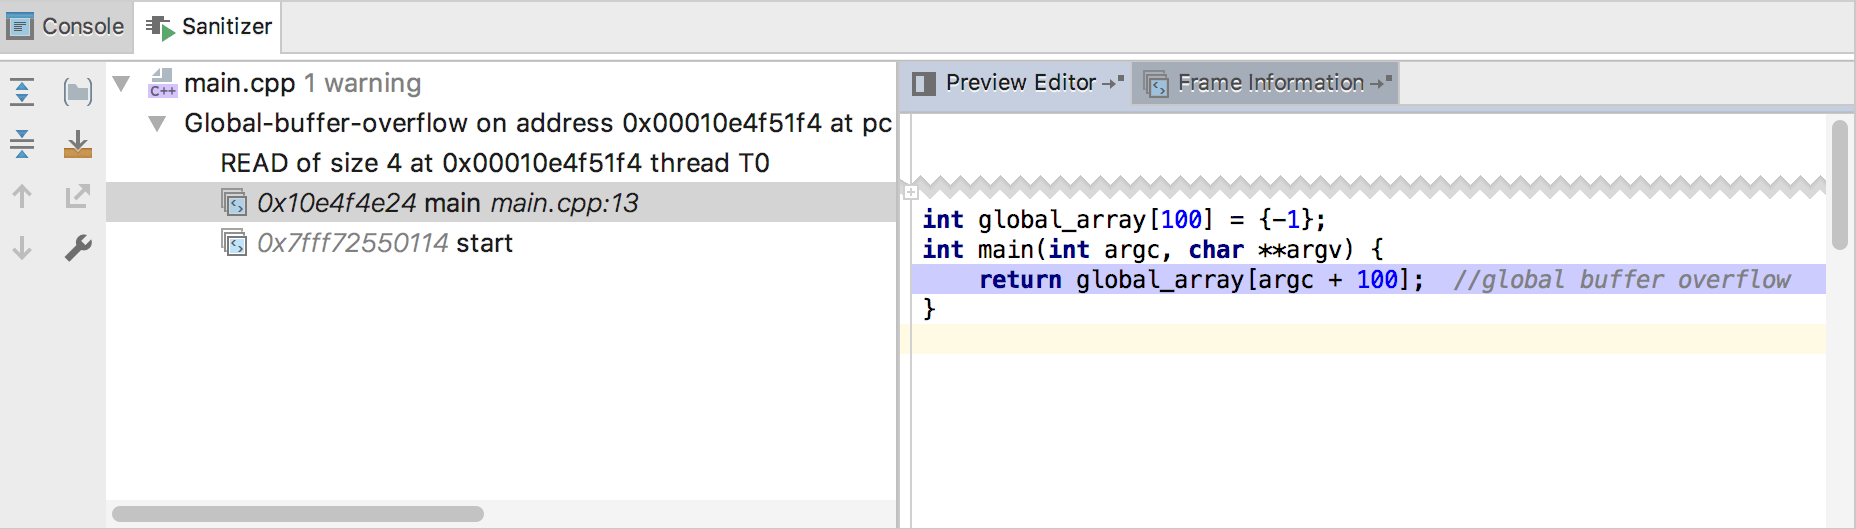 Console Sanitizer
main.cpp 1 warning
Global-buffer-overflow on address 0x00010e4f51f4 at pc
READ of size 4 at 0x00010e4f51f4 thread T0
0x10e4f4e24 main main.cpp:13
0x7fff72550114 start
Preview Editor Frame Information
int global_array[100] = {-1};
int main(int argc, char **argv) {
return global_array[argc + 100]; //global buffer overflow
}
C++